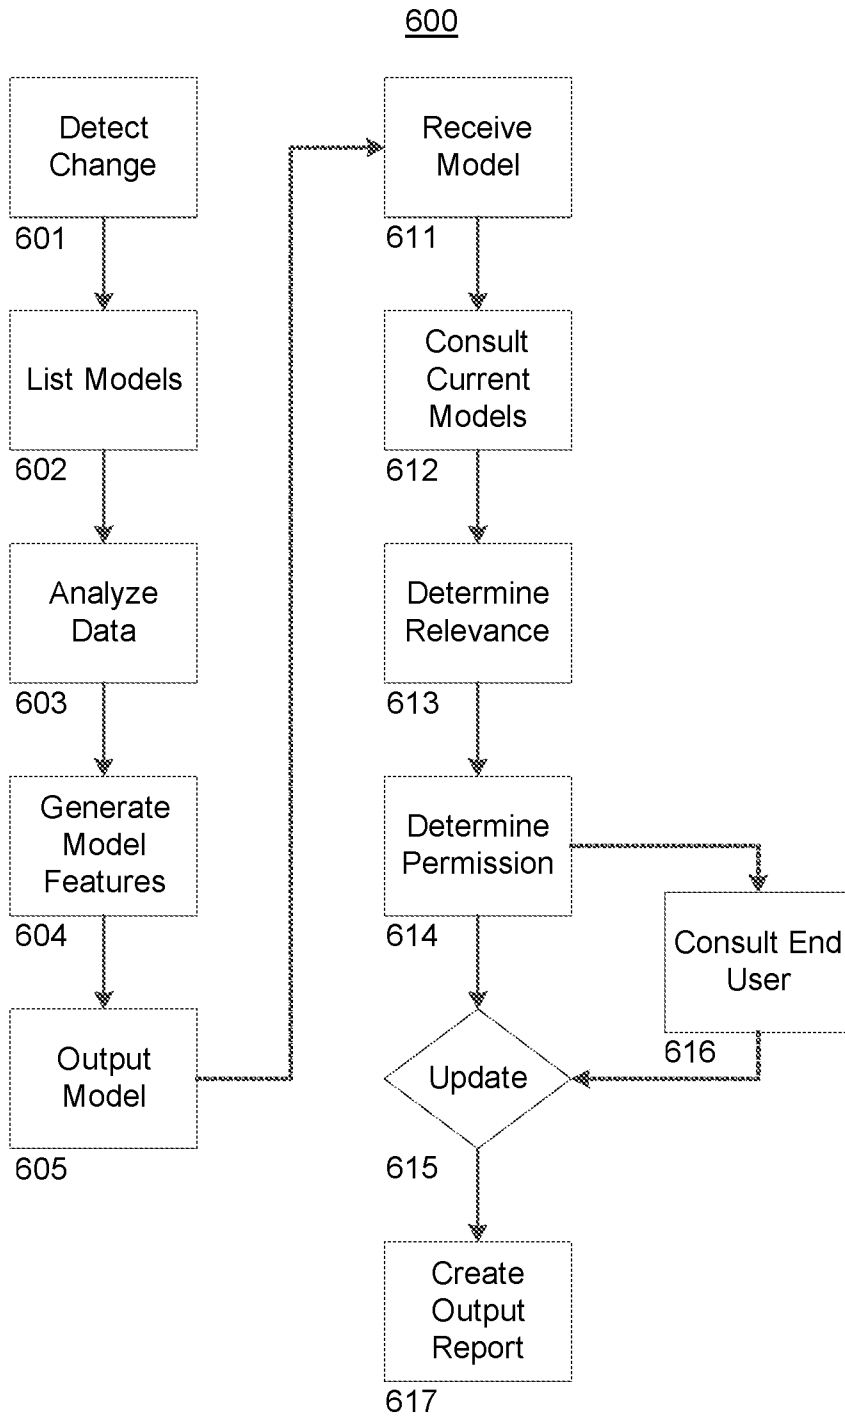 600
Detect
Change
601
List Models
602
Analyze
Data
603
Generate
Model
Features
604
Output
Model
605
Receive
Model
611
Consult
Current
Models
612
Determine
Relevance
613
Determine
Permission
614
Consult End
User
616
Update
615
Create
Output
Report
617